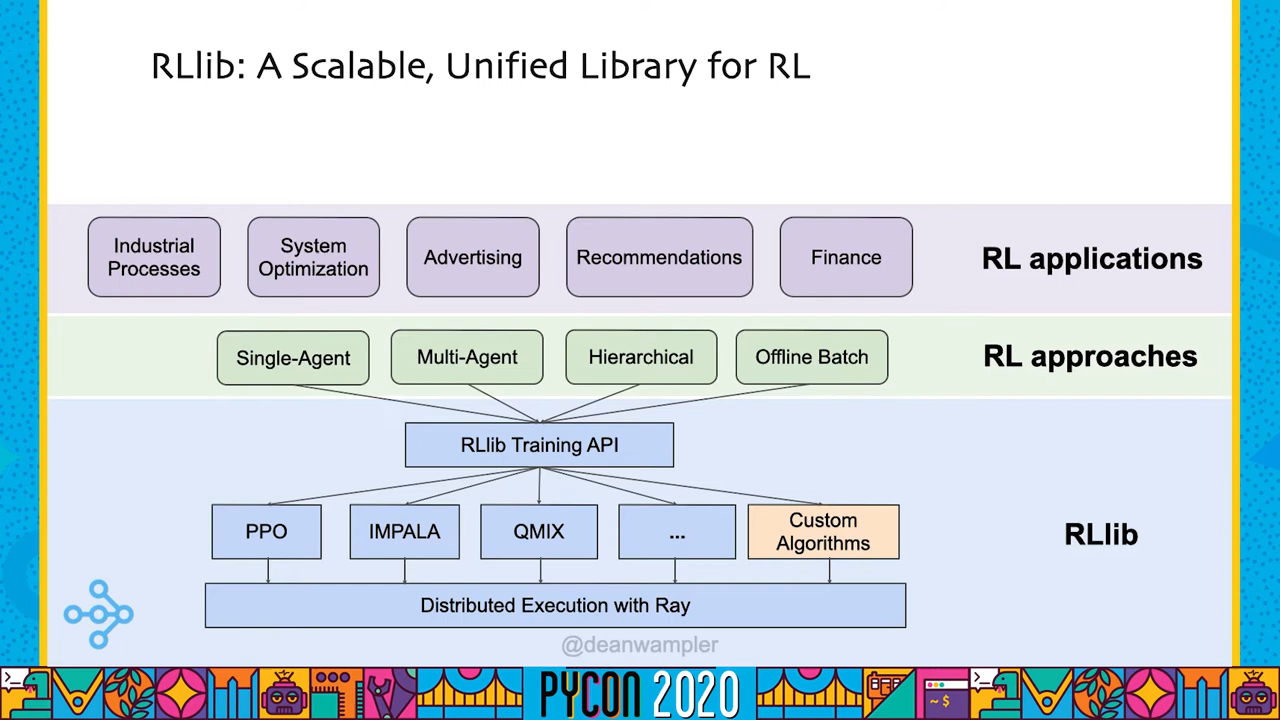 RLlib: A Scalable, Unified Library for RL
Industrial
Processes
System
Optimization
Advertising
Recommendations
Finance
RL applications
Single-Agent
Multi-Agent
Hierarchical
Offline Batch
RL approaches
RLlib Training API
PPO
IMPALA
QMIX
...
Custom
Algorithms
RLlib
Distributed Execution with Ray
@deanwampler
>_
PYCON 2020
~$
>_